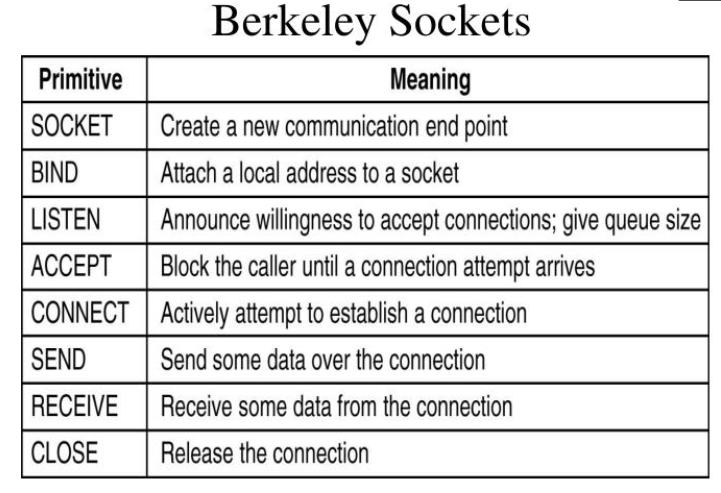 Berkeley Sockets
Primitive Meaning
SOCKET Create a new communication end point
BIND Attach a local address to a socket
LISTEN Announce willingness to accept connections; give queue size
ACCEPT Block the caller until a connection attempt arrives
CONNECT Actively attempt to establish a connection
SEND Send some data over the connection
RECEIVE Receive some data from the connection
CLOSE Release the connection